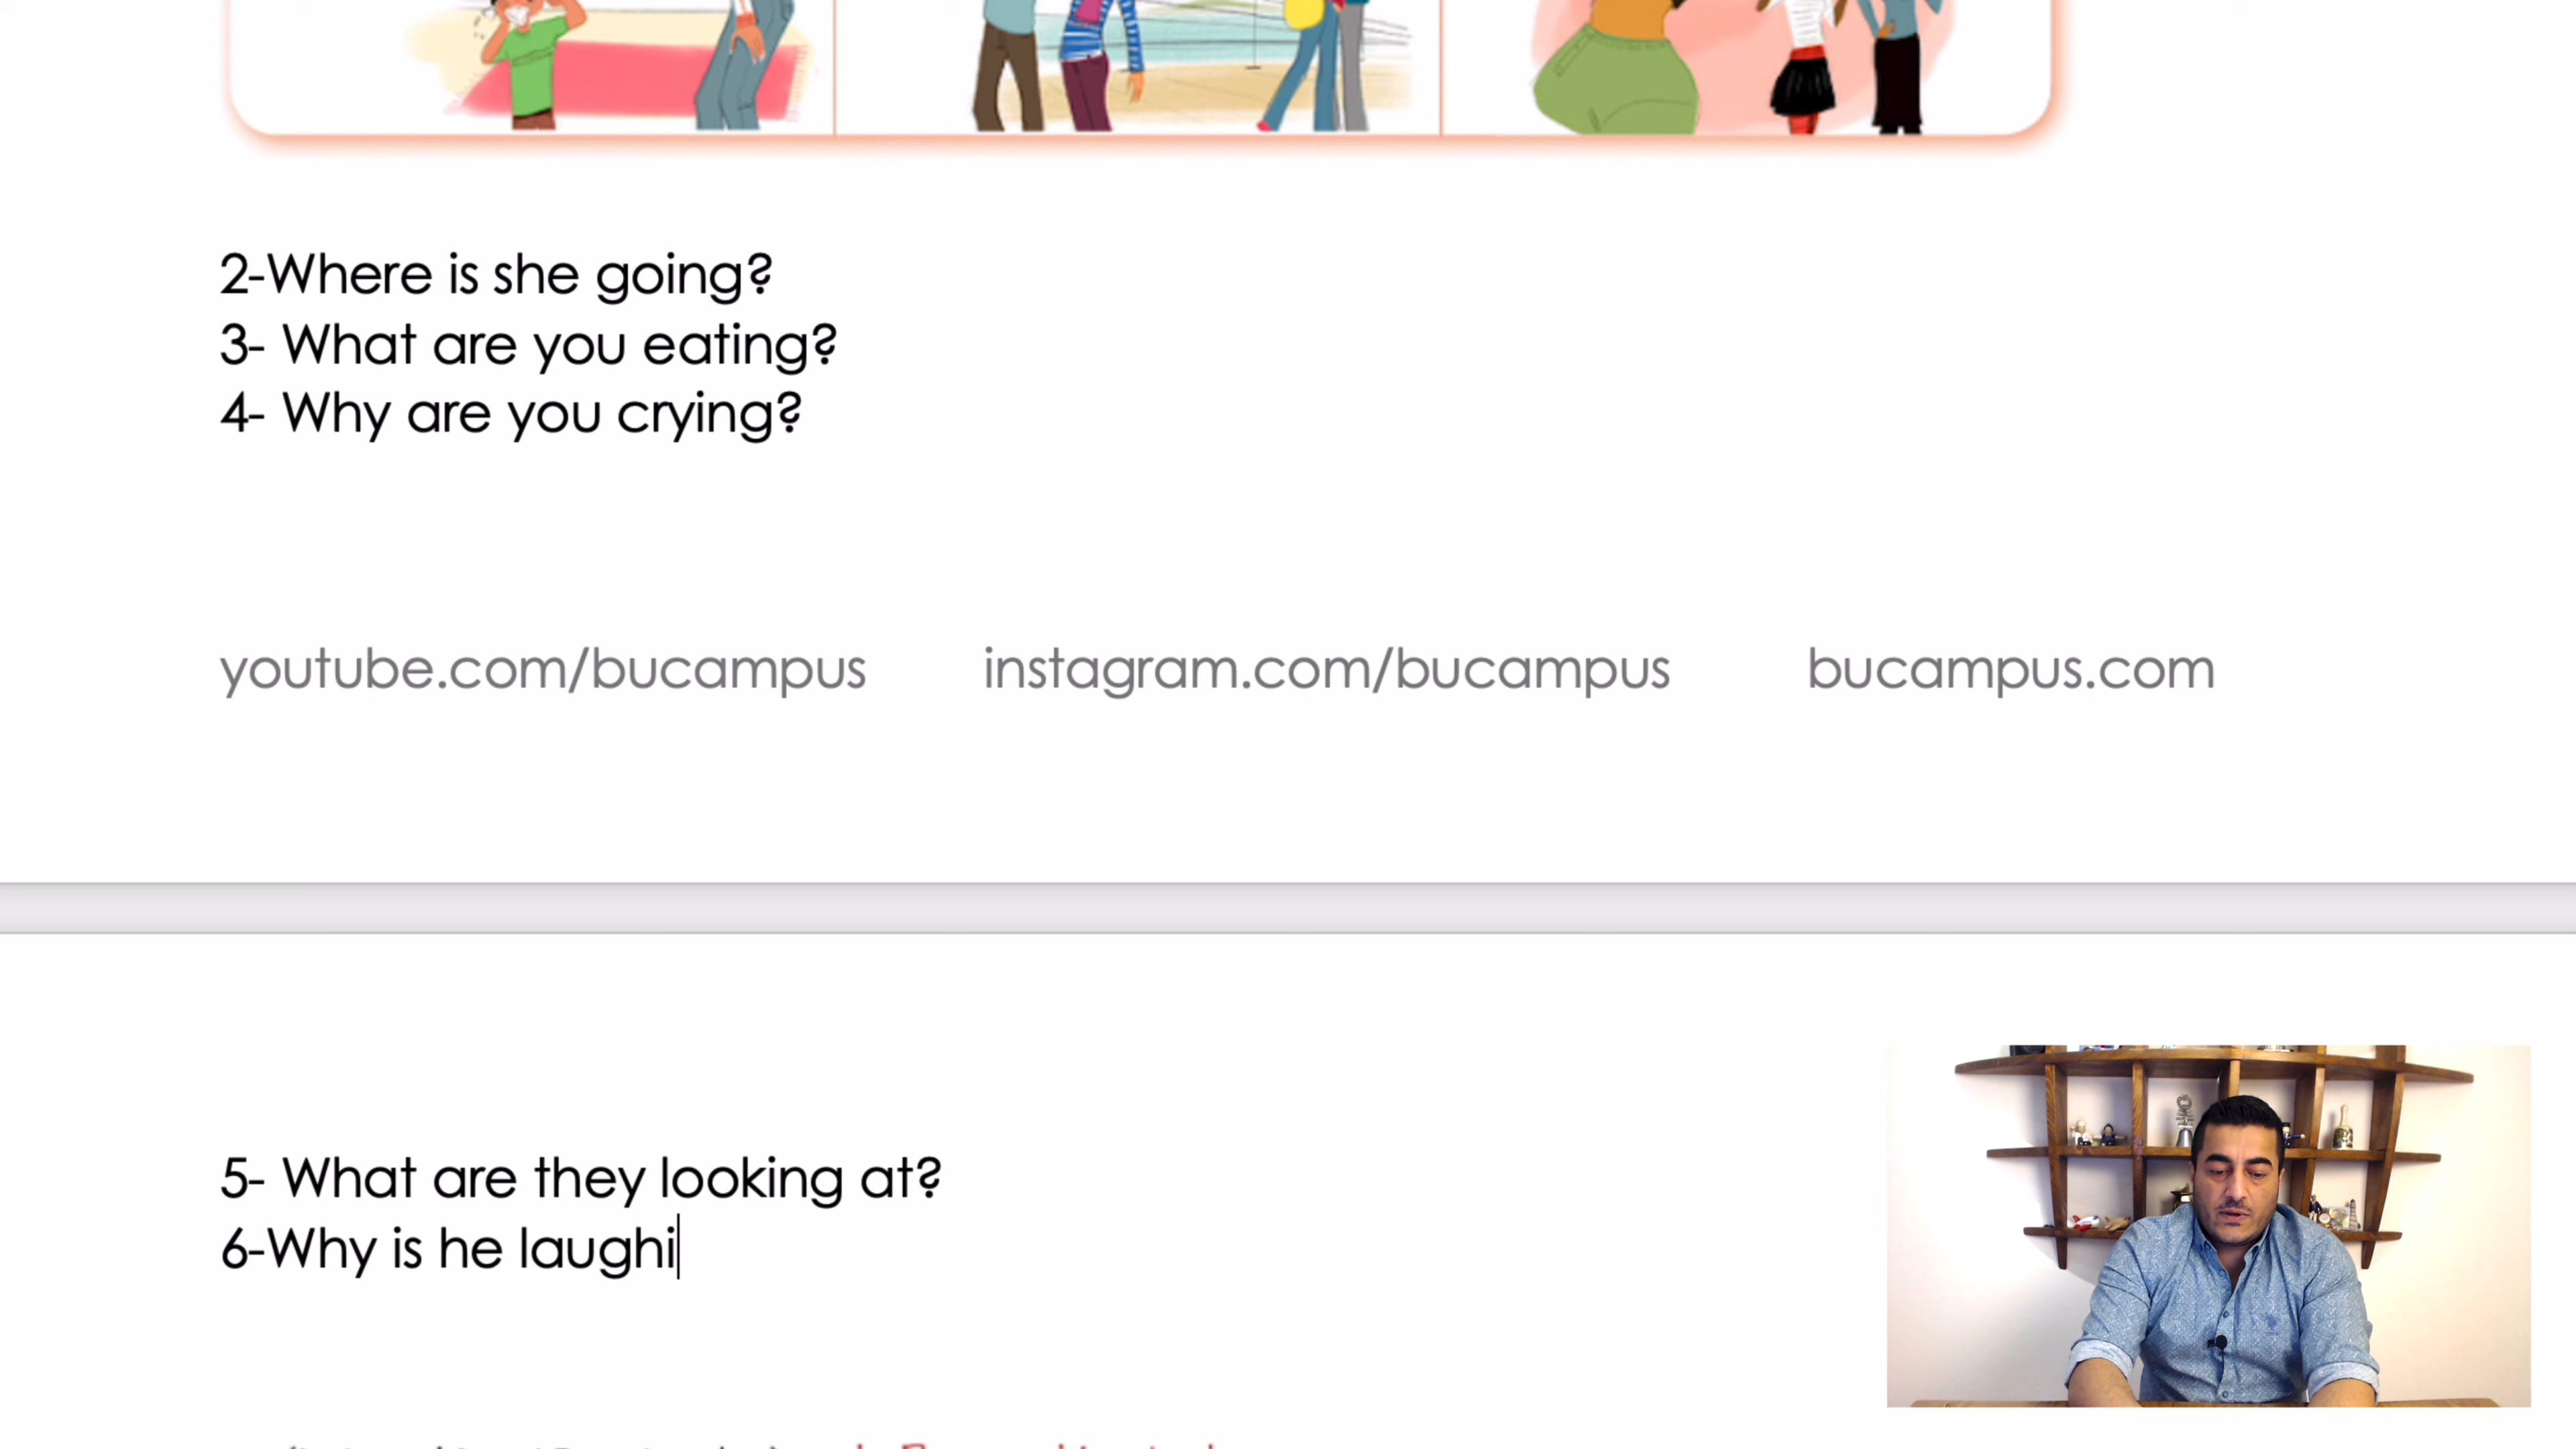 2-Where is she going?
3- What are you eating?
4- Why are you crying?
youtube.com/bucampus instagram.com/bucampus bucampus.com
5- What are they looking at?
6-Why is he laughi